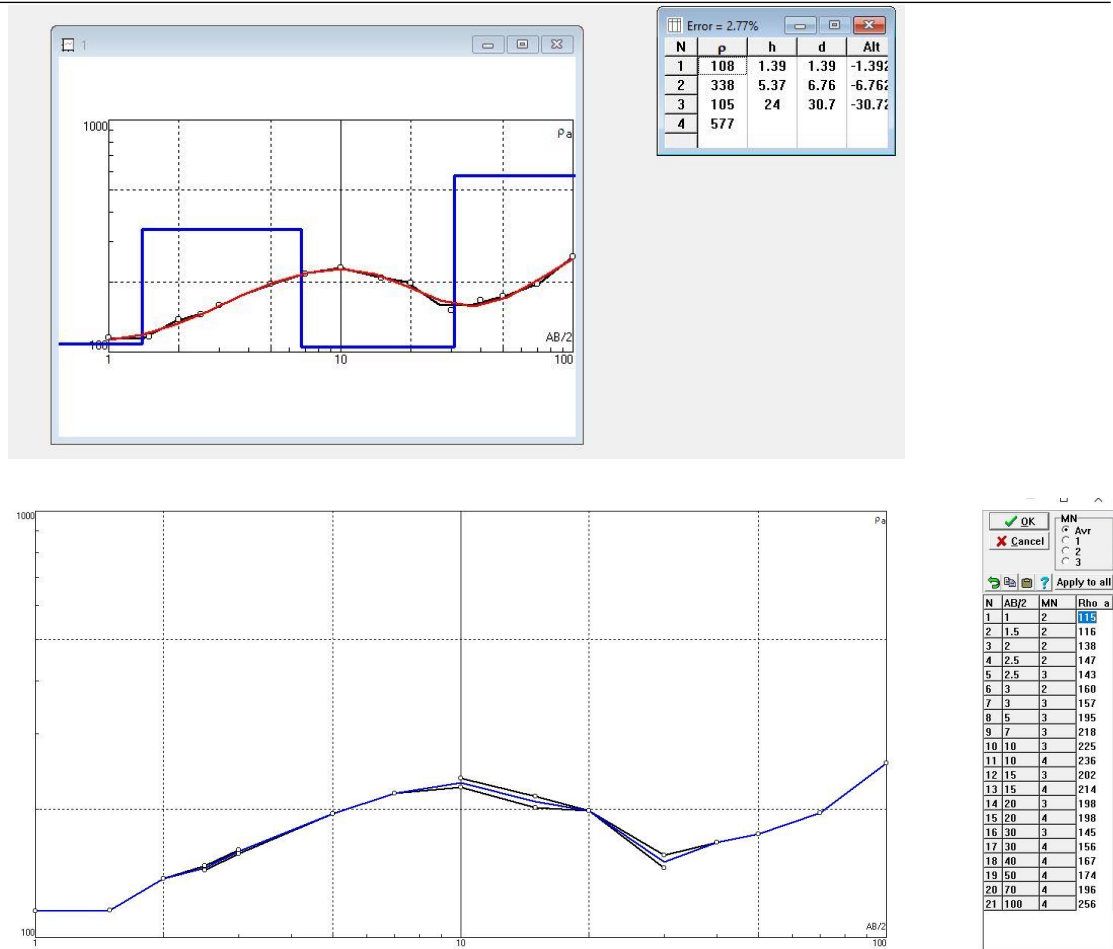 1
1000
ρa
AB/2
100
1
10
100
Error = 2.77%
N ρ h d Alt
1 108 1.39 1.39 -1.392
2 338 5.37 6.76 -6.762
3 105 24 30.7 -30.72
4 577
1000
ρa
AB/2
100
1
10
100
OK
Cancel
MN
Avr
1
2
3
Apply to all
N AB/2 MN Rho_a
1 1 2 115
2 1.5 2 116
3 2 2 138
4 2.5 2 147
5 2.5 3 143
6 3 2 160
7 3 3 157
8 5 3 195
9 7 3 218
10 10 3 225
11 10 4 236
12 15 3 202
13 15 4 214
14 20 3 198
15 20 4 198
16 30 3 145
17 30 4 156
18 40 4 167
19 50 4 174
20 70 4 196
21 100 4 256